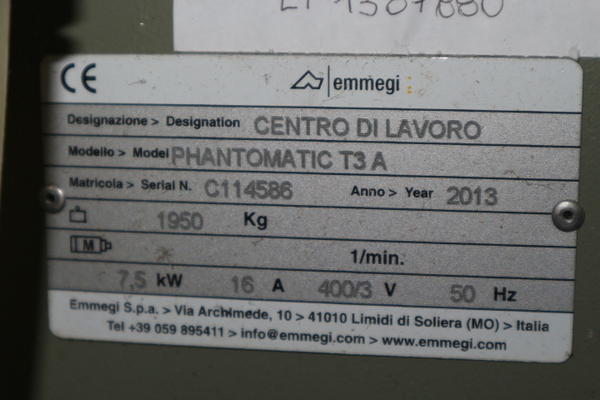 CE emmegi
Designazione > Designation CENTRO DI LAVORO
Modello > Model PHANTOMATIC T3 A
Matricola > Serial N. C114586 Anno > Year 2013
1950 Kg
M 1/min.
7,5 kW 16 A 400/3 V 50 Hz
Emmegi S.p.a. > Via Archimede, 10 > 41010 Limidi di Soliera (MO) > Italia
Tel +39 059 895411 > info@emmegi.com > www.emmegi.com